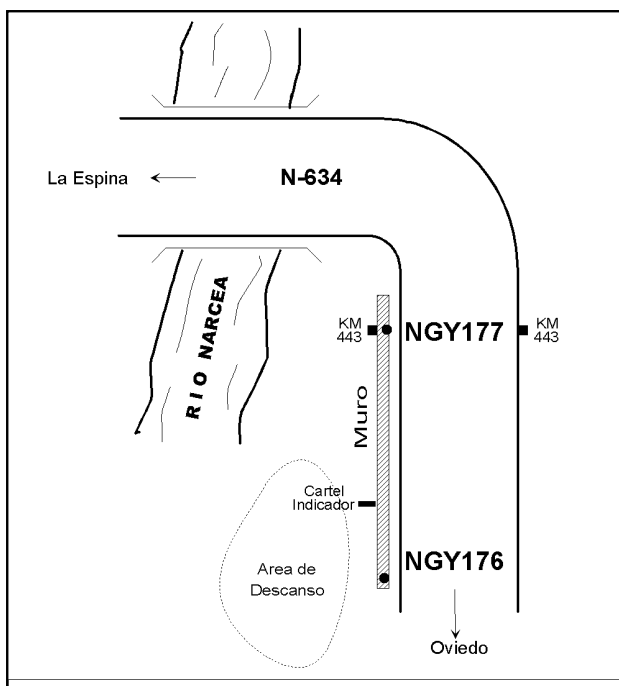 La Espina
N-634
RIO NARCEA
KM
443
NGY177
KM
443
Muro
Cartel
Indicador
Area de
Descanso
NGY176
Oviedo